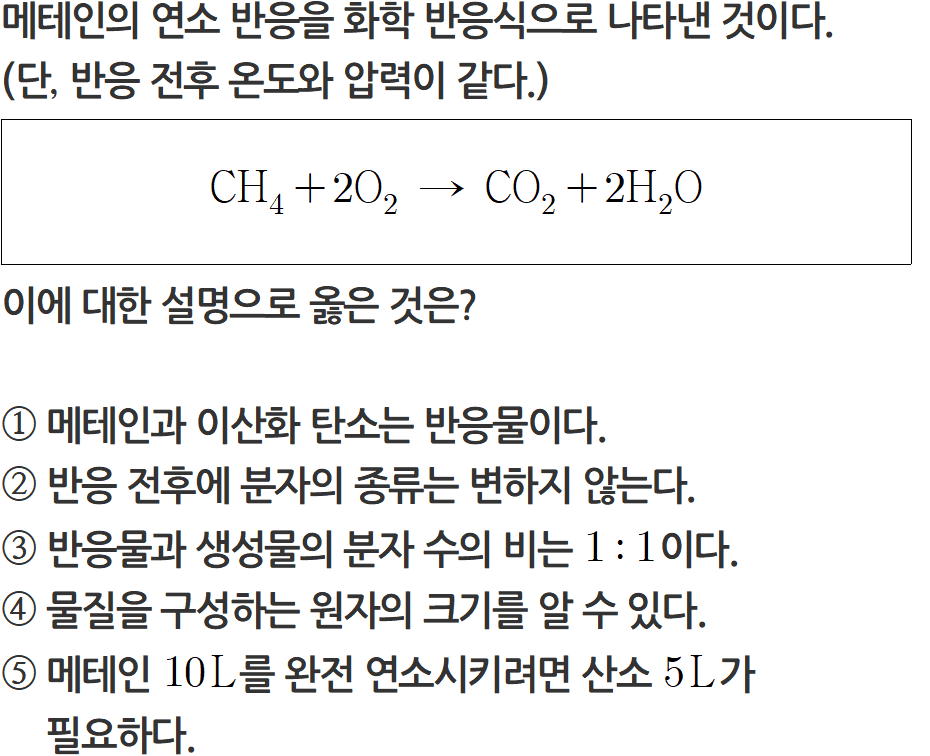 메테인의 연소 반응을 화학 반응식으로 나타낸 것이다.
(단, 반응 전후 온도와 압력이 같다.)
CH₄+2O₂ → CO₂+2H₂O
이에 대한 설명으로 옳은 것은?
① 메테인과 이산화 탄소는 반응물이다.
② 반응 전후에 분자의 종류는 변하지 않는다.
③ 반응물과 생성물의 분자 수의 비는 1 : 1이다.
④ 물질을 구성하는 원자의 크기를 알 수 있다.
⑤ 메테인 10L를 완전 연소시키려면 산소 5L가
필요하다.